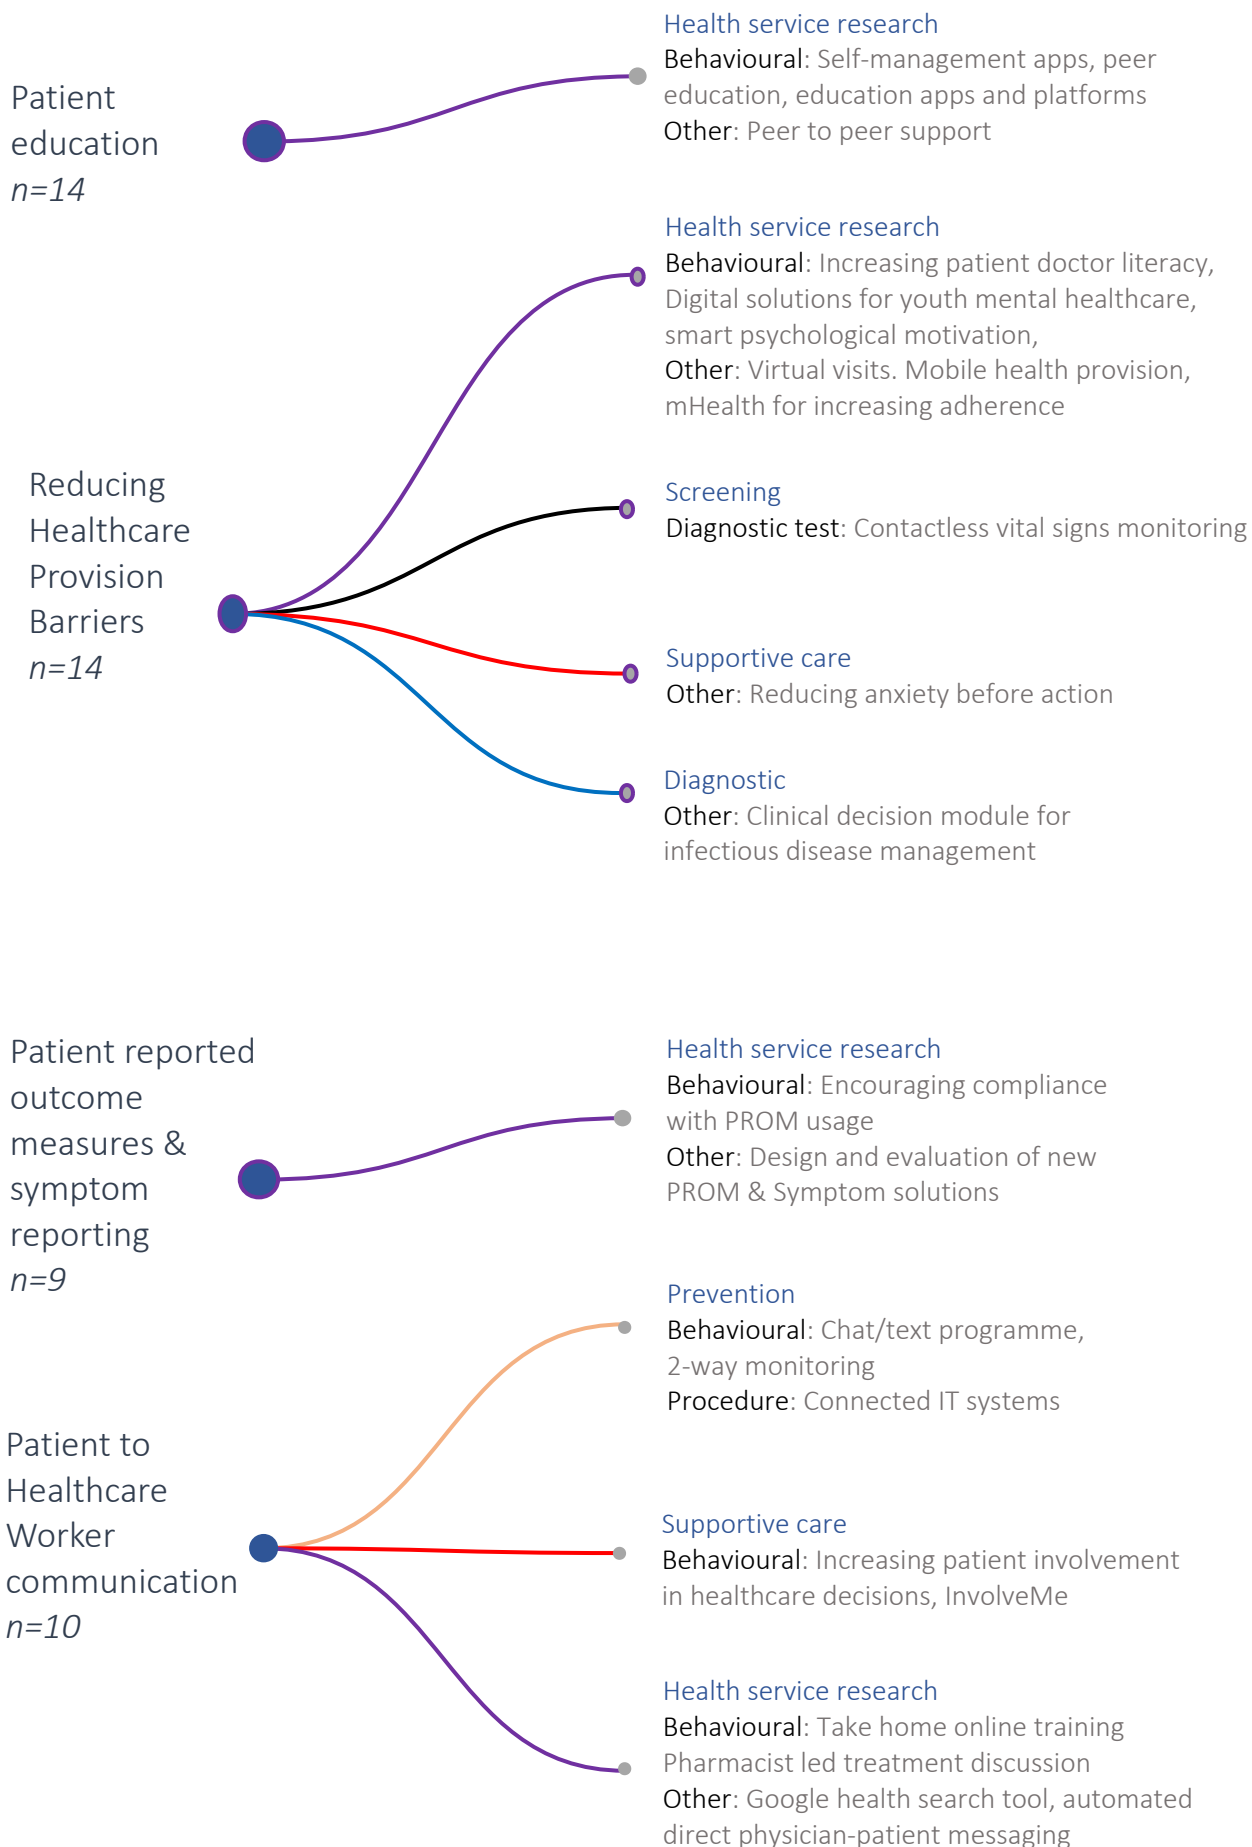 Patient
education
n=14
Health service research
Behavioural: Self-management apps, peer
education, education apps and platforms
Other: Peer to peer support
Reducing
Healthcare
Provision
Barriers
n=14
Health service research
Behavioural: Increasing patient doctor literacy,
Digital solutions for youth mental healthcare,
smart psychological motivation,
Other: Virtual visits. Mobile health provision,
mHealth for increasing adherence
Screening
Diagnostic test: Contactless vital signs monitoring
Supportive care
Other: Reducing anxiety before action
Diagnostic
Other: Clinical decision module for
infectious disease management
Patient reported
outcome
measures &
symptom
reporting
n=9
Health service research
Behavioural: Encouraging compliance
with PROM usage
Other: Design and evaluation of new
PROM & Symptom solutions
Patient to
Healthcare
Worker
communication
n=10
Prevention
Behavioural: Chat/text programme,
2-way monitoring
Procedure: Connected IT systems
Supportive care
Behavioural: Increasing patient involvement
in healthcare decisions, InvolveMe
Health service research
Behavioural: Take home online training
Pharmacist led treatment discussion
Other: Google health search tool, automated
direct physician-patient messaging